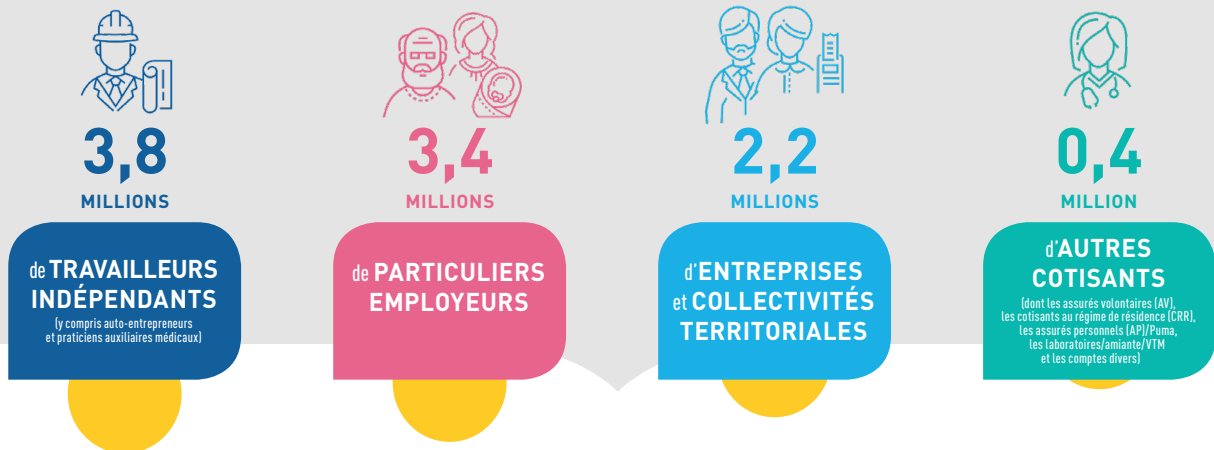 3,8
MILLIONS
de TRAVAILLEURS
INDÉPENDANTS
(y compris auto-entrepreneurs
et praticiens auxiliaires médicaux)
3,4
MILLIONS
de PARTICULIERS
EMPLOYEURS
2,2
MILLIONS
d'ENTREPRISES
et COLLECTIVITÉS
TERRITORIALES
0,4
MILLION
d'AUTRES
COTISANTS
(dont les assurés volontaires (AV),
les cotisants au régime de résidence (CRR),
les assurés personnels (AP)/Puma,
les laboratoires/amiante/VTM
et les comptes divers)